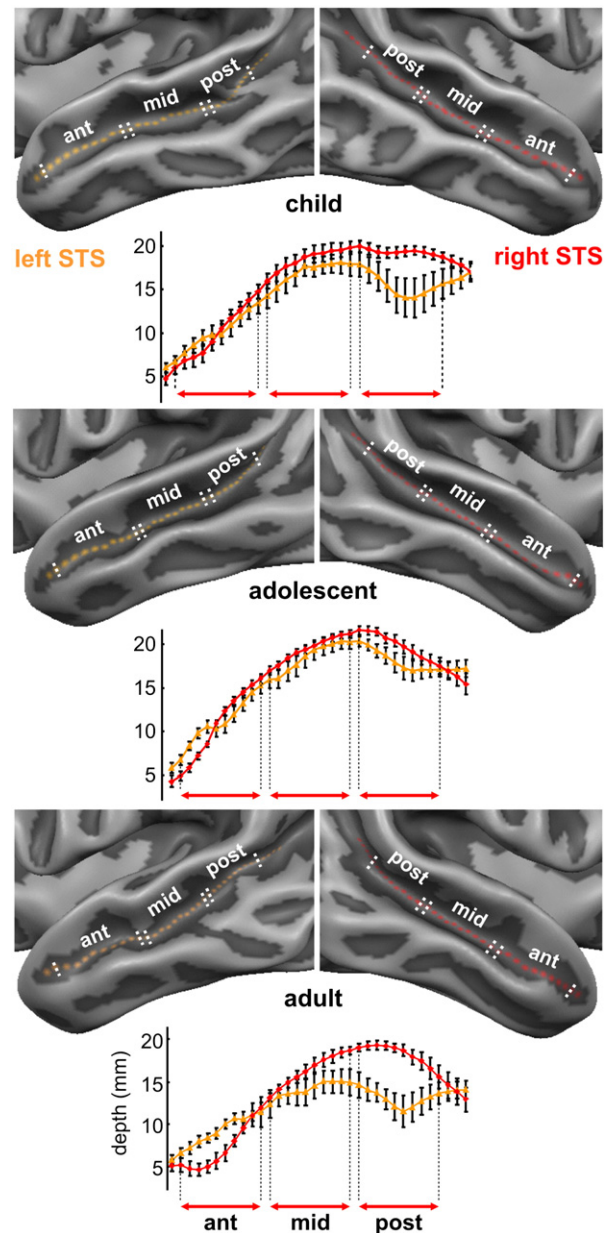 ant mid post
post mid ant
child
left STS
right STS
20
15
10
5
ant mid post
post mid ant
adolescent
20
15
10
5
ant mid post
post mid ant
adult
depth (mm)
20
15
10
5
ant mid post